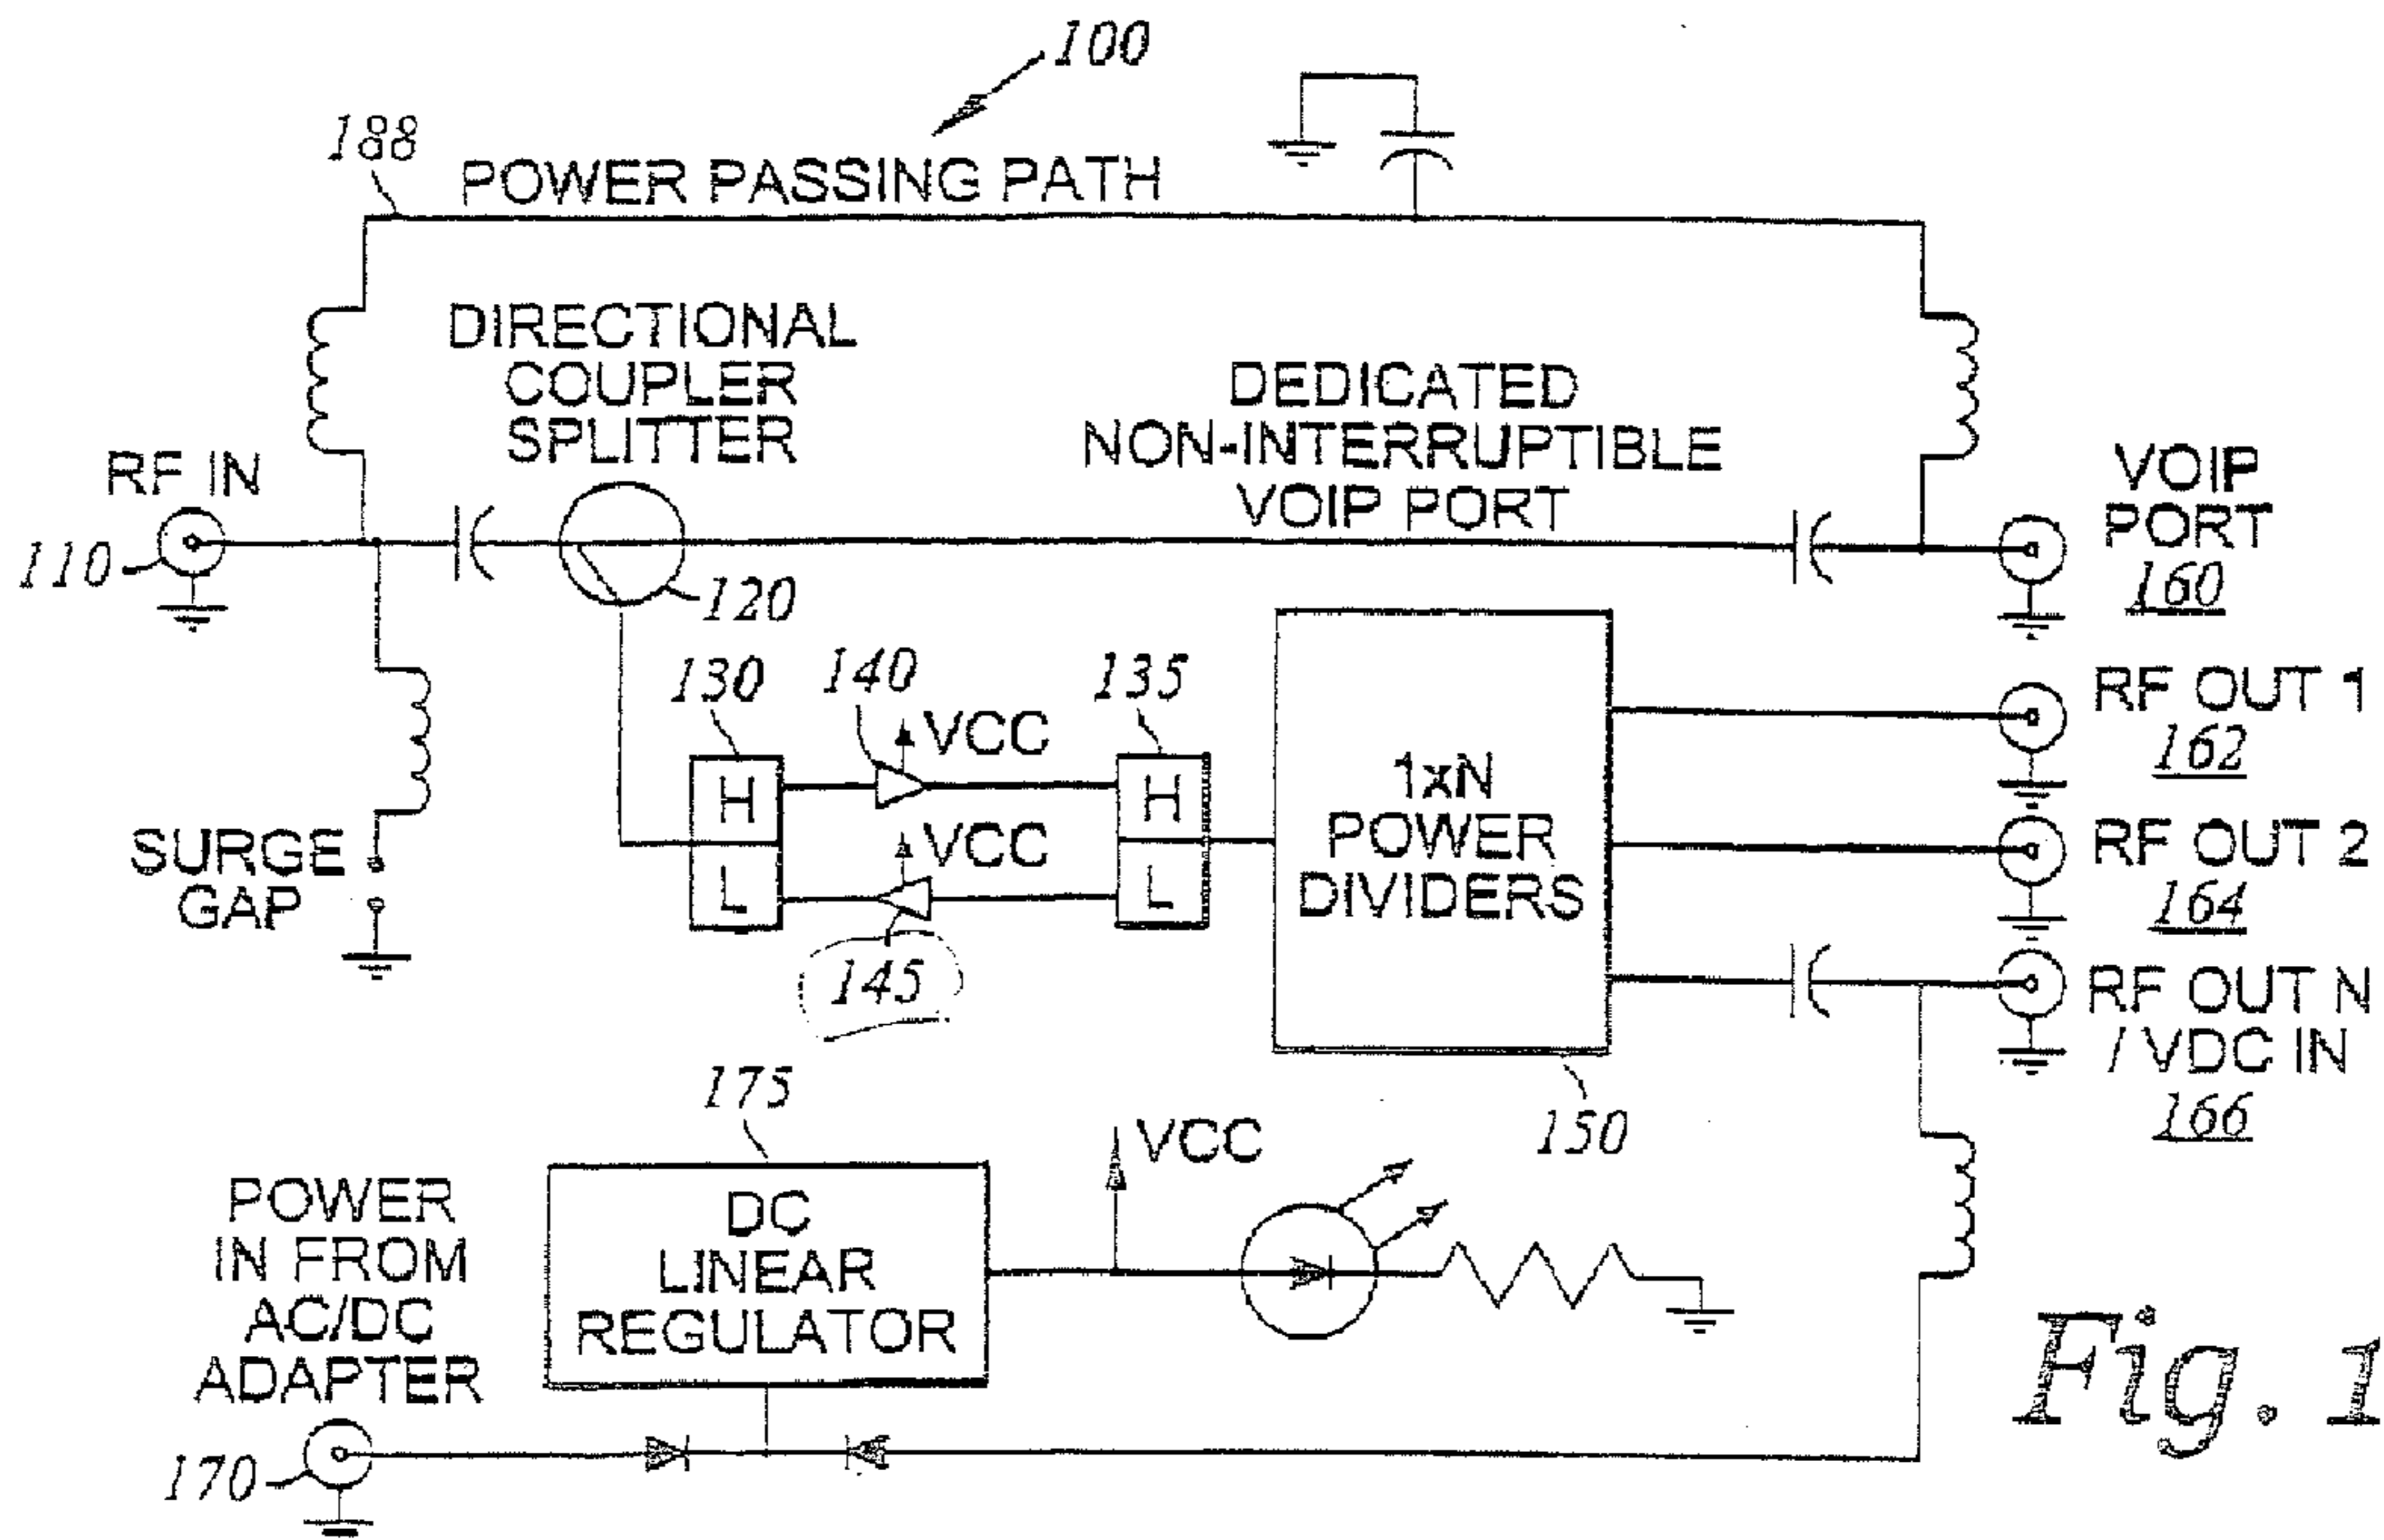 100
188
POWER PASSING PATH
DIRECTIONAL
COUPLER
SPLITTER
DEDICATED
NON-INTERRUPTIBLE
VOIP PORT
RF IN
110
120
VOIP
PORT
160
130
140
VCC
135
H
L
VCC
145
H
L
1xN
POWER
DIVIDERS
150
RF OUT 1
162
RF OUT 2
164
RF OUT N
/ VDC IN
166
SURGE
GAP
175
DC
LINEAR
REGULATOR
VCC
POWER
IN FROM
AC/DC
ADAPTER
170
Fig. 1